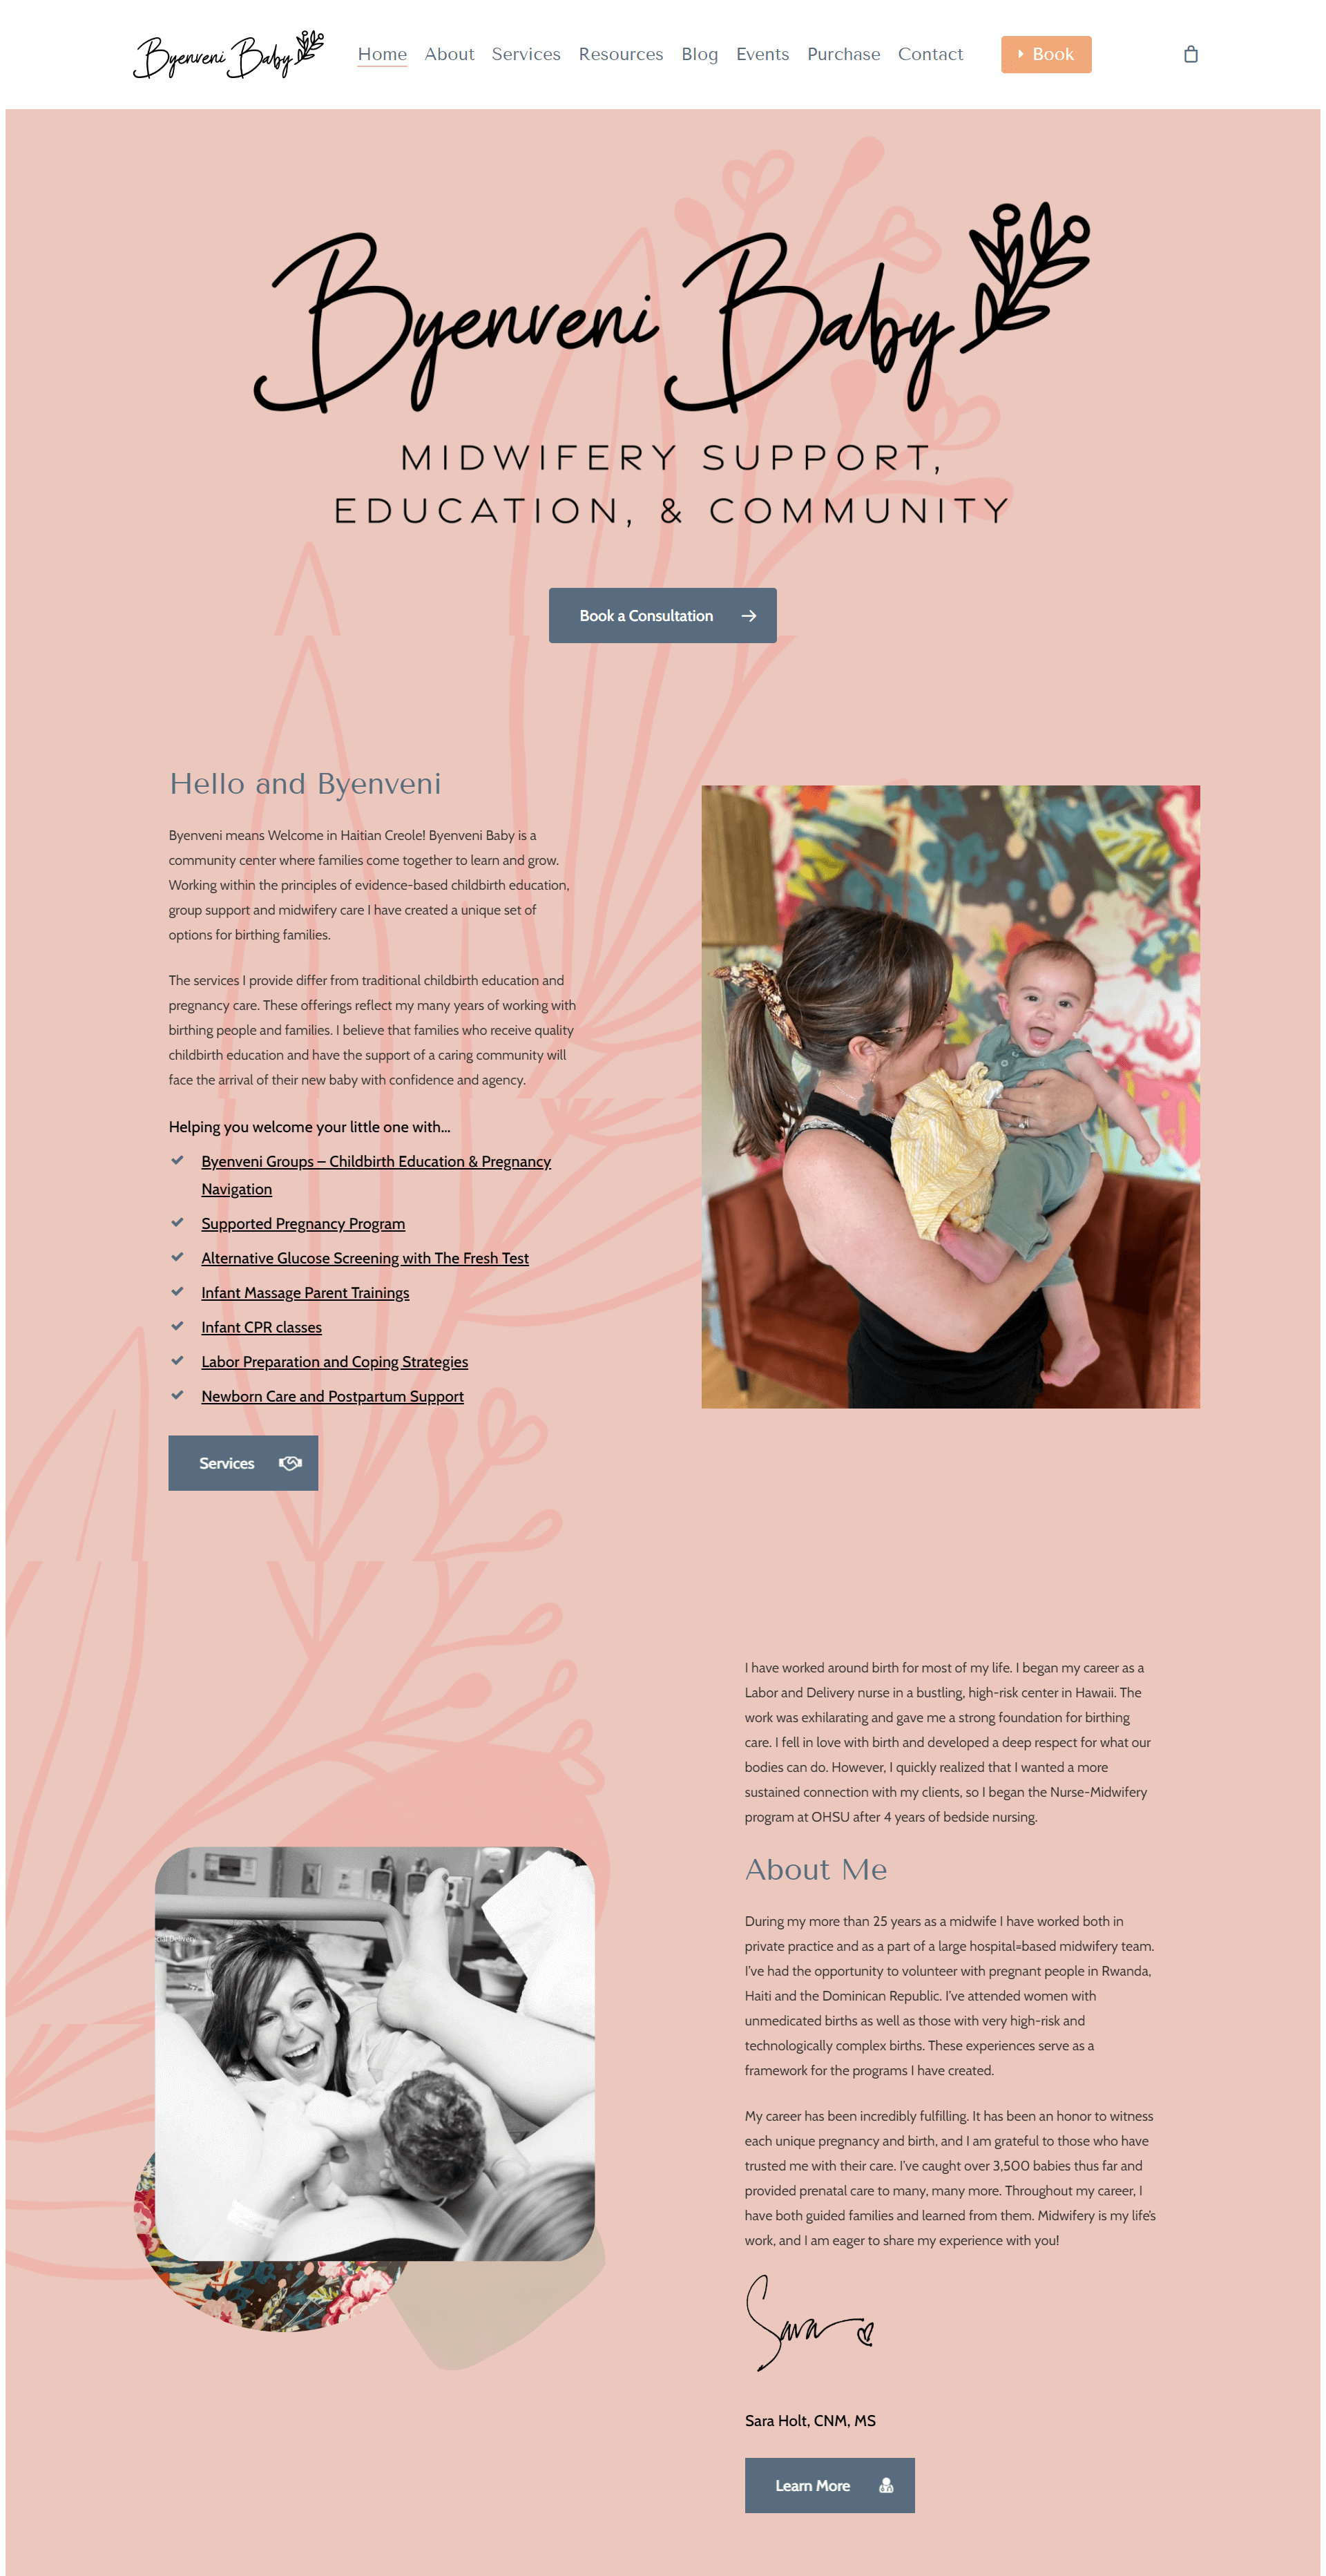 Byenveni Baby
Home About Services Resources Blog Events Purchase Contact Book
Byenveni Baby
MIDWIFERY SUPPORT,
EDUCATION, & COMMUNITY
Book a Consultation
Hello and Byenveni
Byenveni means Welcome in Haitian Creole! Byenveni Baby is a
community center where families come together to learn and grow.
Working within the principles of evidence-based childbirth education,
group support and midwifery care I have created a unique set of
options for birthing families.
The services I provide differ from traditional childbirth education and
pregnancy care. These offerings reflect my many years of working with
birthing people and families. I believe that families who receive quality
childbirth education and have the support of a caring community will
face the arrival of their new baby with confidence and agency.
Helping you welcome your little one with...
Byenveni Groups – Childbirth Education & Pregnancy
Navigation
Supported Pregnancy Program
Alternative Glucose Screening with The Fresh Test
Infant Massage Parent Trainings
Infant CPR classes
Labor Preparation and Coping Strategies
Newborn Care and Postpartum Support
Services
I have worked around birth for most of my life. I began my career as a
Labor and Delivery nurse in a bustling, high-risk center in Hawaii. The
work was exhilarating and gave me a strong foundation for birthing
care. I fell in love with birth and developed a deep respect for what our
bodies can do. However, I quickly realized that I wanted a more
sustained connection with my clients, so I began the Nurse-Midwifery
program at OHSU after 4 years of bedside nursing.
About Me
During my more than 25 years as a midwife I have worked both in
private practice and as a part of a large hospital=based midwifery team.
I've had the opportunity to volunteer with pregnant people in Rwanda,
Haiti and the Dominican Republic. I've attended women with
unmedicated births as well as those with very high-risk and
technologically complex births. These experiences serve as a
framework for the programs I have created.
My career has been incredibly fulfilling. It has been an honor to witness
each unique pregnancy and birth, and I am grateful to those who have
trusted me with their care. I've caught over 3,500 babies thus far and
provided prenatal care to many, many more. Throughout my career, I
have both guided families and learned from them. Midwifery is my life's
work, and I am eager to share my experience with you!
Sara
Sara Holt, CNM, MS
Learn More